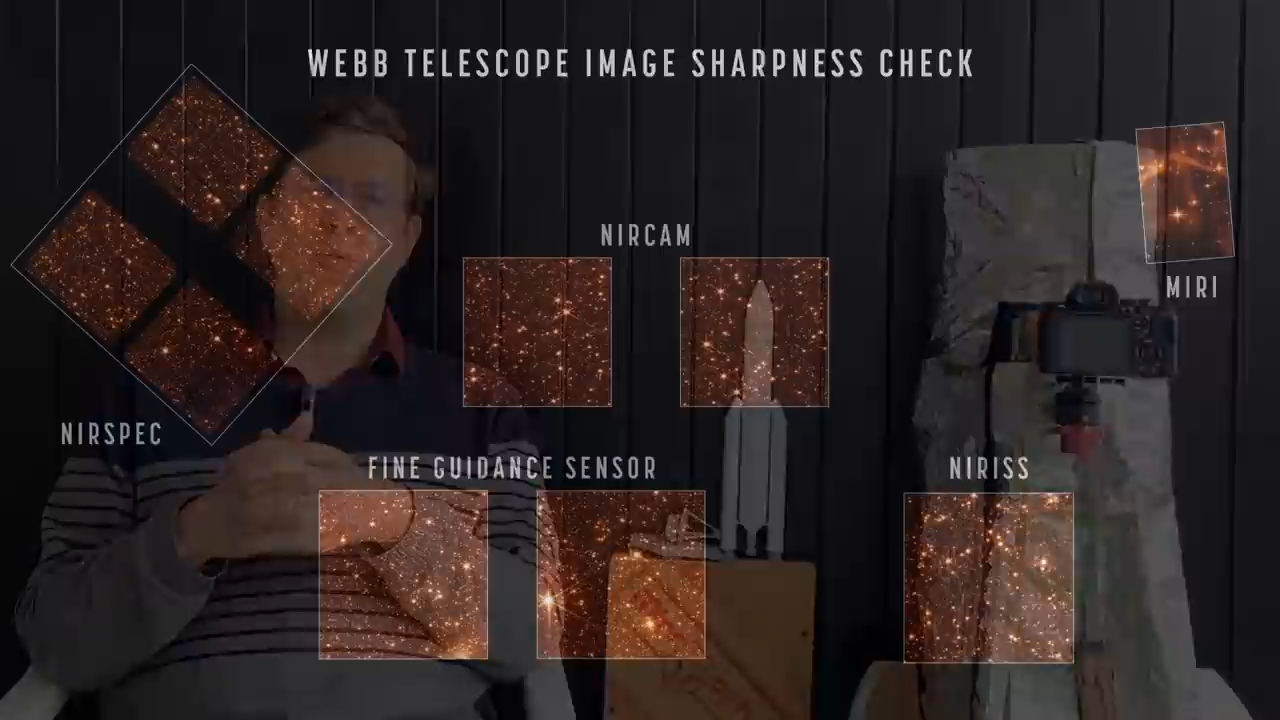 WEBB TELESCOPE IMAGE SHARPNESS CHECK
NIRCAM
MIRI
NIRSPEC
FINE GUIDANCE SENSOR
NIRISS